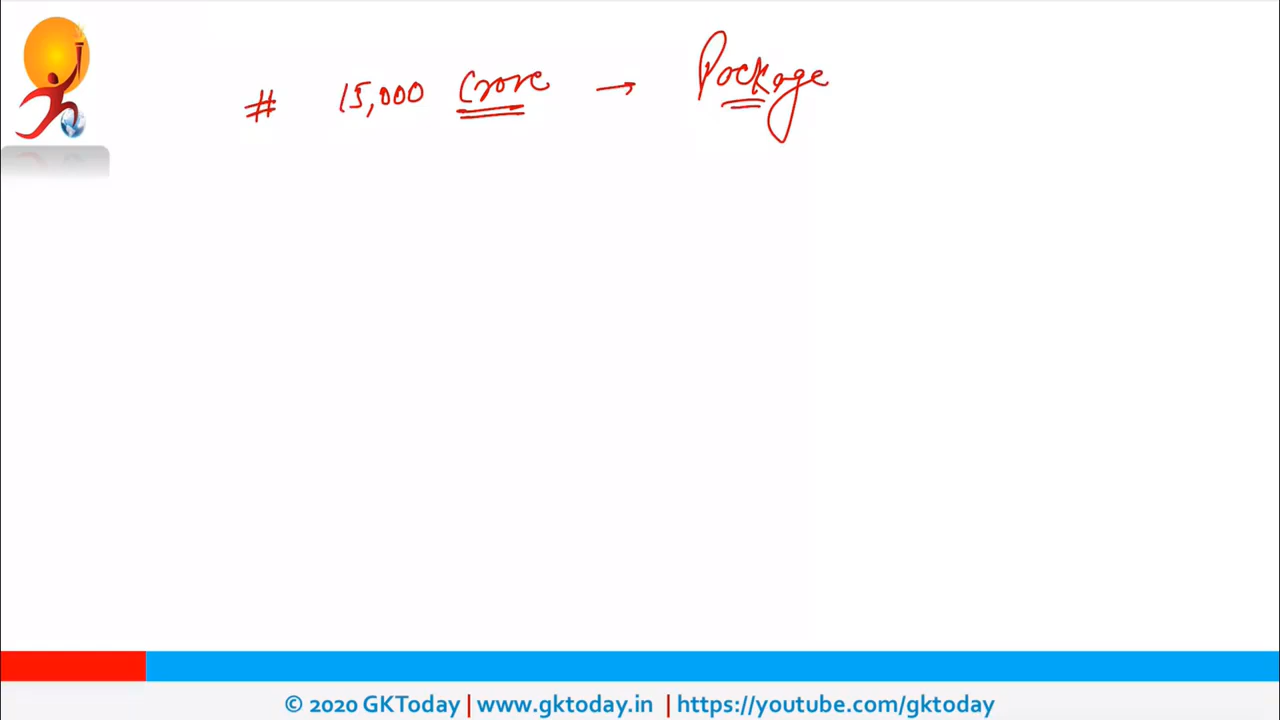 # 15,000 Crore → Package
© 2020 GKToday | www.gktoday.in | https://youtube.com/gktoday